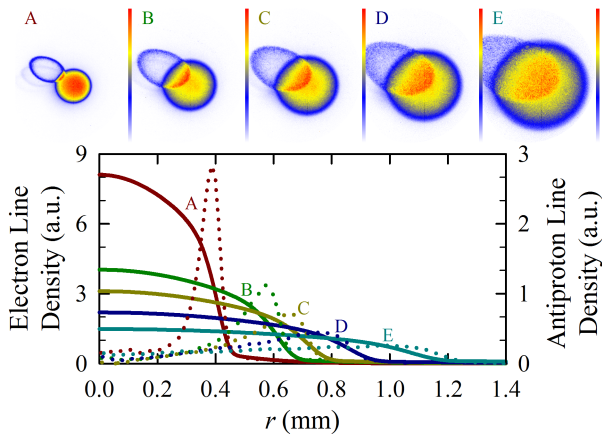 A B C D E
9 3
6 2
3 1
0 0
Electron Line
Density (a.u.)
Antiproton Line
Density (a.u.)
A
B
C
D
E
0.0 0.2 0.4 0.6 0.8 1.0 1.2 1.4
r (mm)